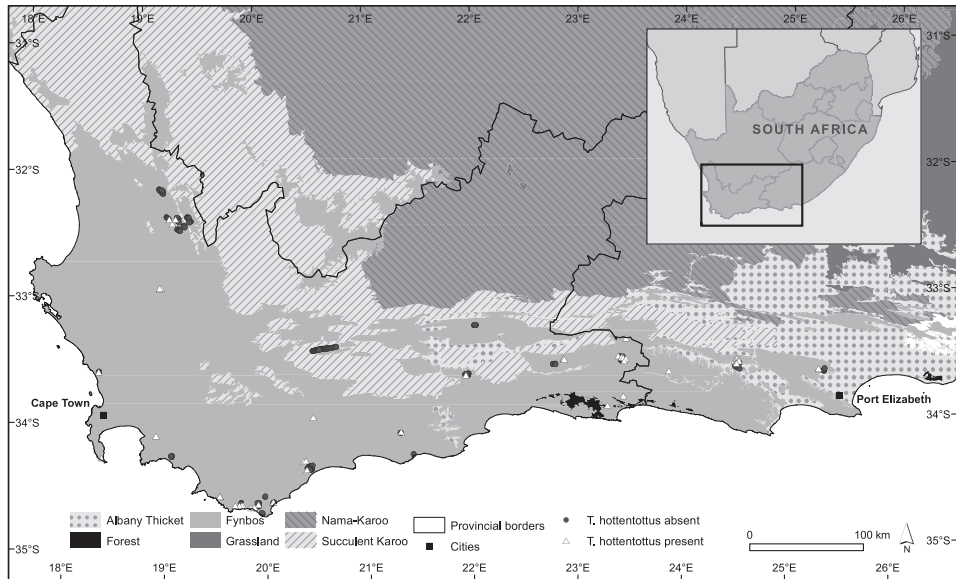 18°E 19°E 20°E 21°E 22°E 23°E 24°E 25°E 26°E
31°S 31°S
SOUTH AFRICA
32°S 32°S
33°S 33°S
Cape Town Port Elizabeth
34°S 34°S
Albany Thicket Fynbos Nama-Karoo Provincial borders T. hottentottus absent 0 100 km
Forest Grassland Succulent Karoo Cities T. hottentottus present N
35°S 35°S
18°E 19°E 20°E 21°E 22°E 23°E 24°E 25°E 26°E